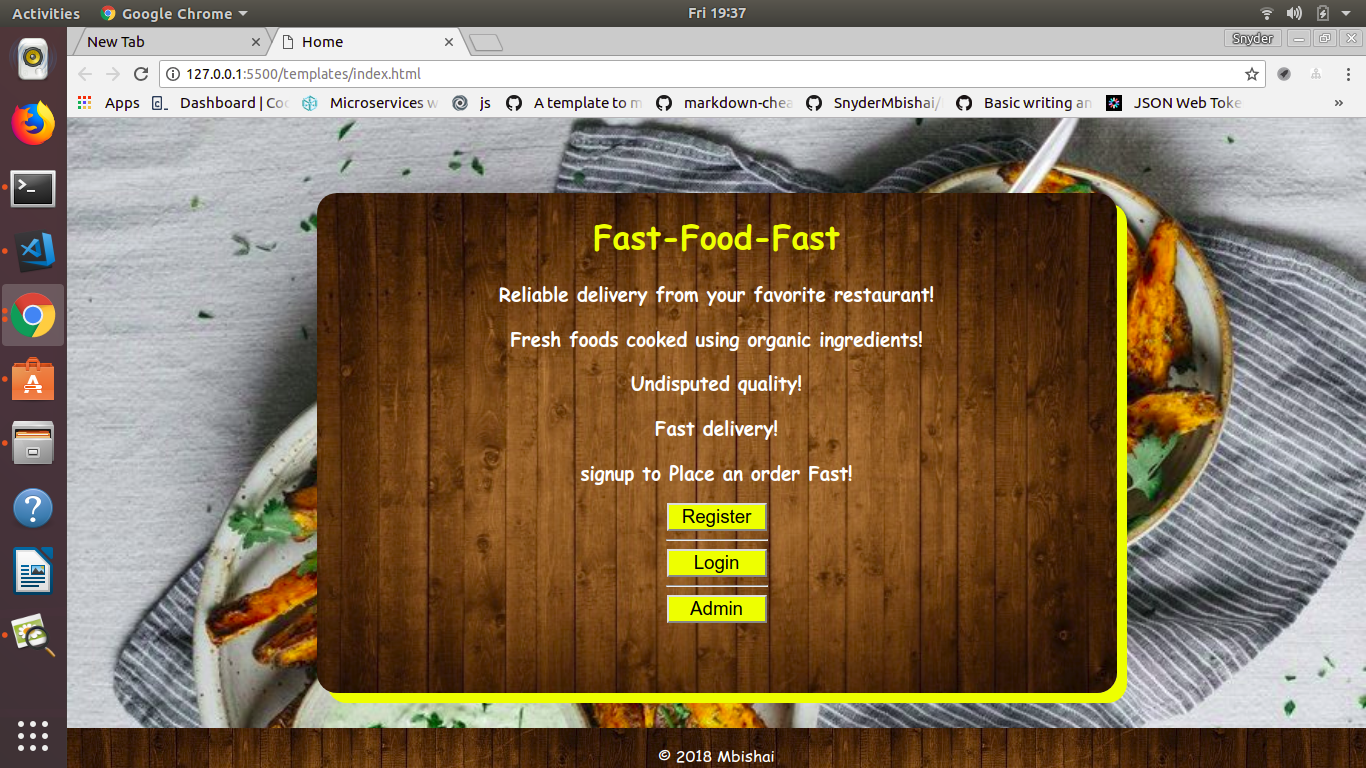 Activities Google Chrome Fri 19:37
New Tab Home Snyder
127.0.0.1:5500/templates/index.html
Apps Dashboard | Co Microservices w js A template to m markdown-chea SnyderMbishai/ Basic writing an JSON Web Toke »
Fast-Food-Fast
Reliable delivery from your favorite restaurant!
Fresh foods cooked using organic ingredients!
Undisputed quality!
Fast delivery!
signup to Place an order Fast!
Register
Login
Admin
© 2018 Mbishai